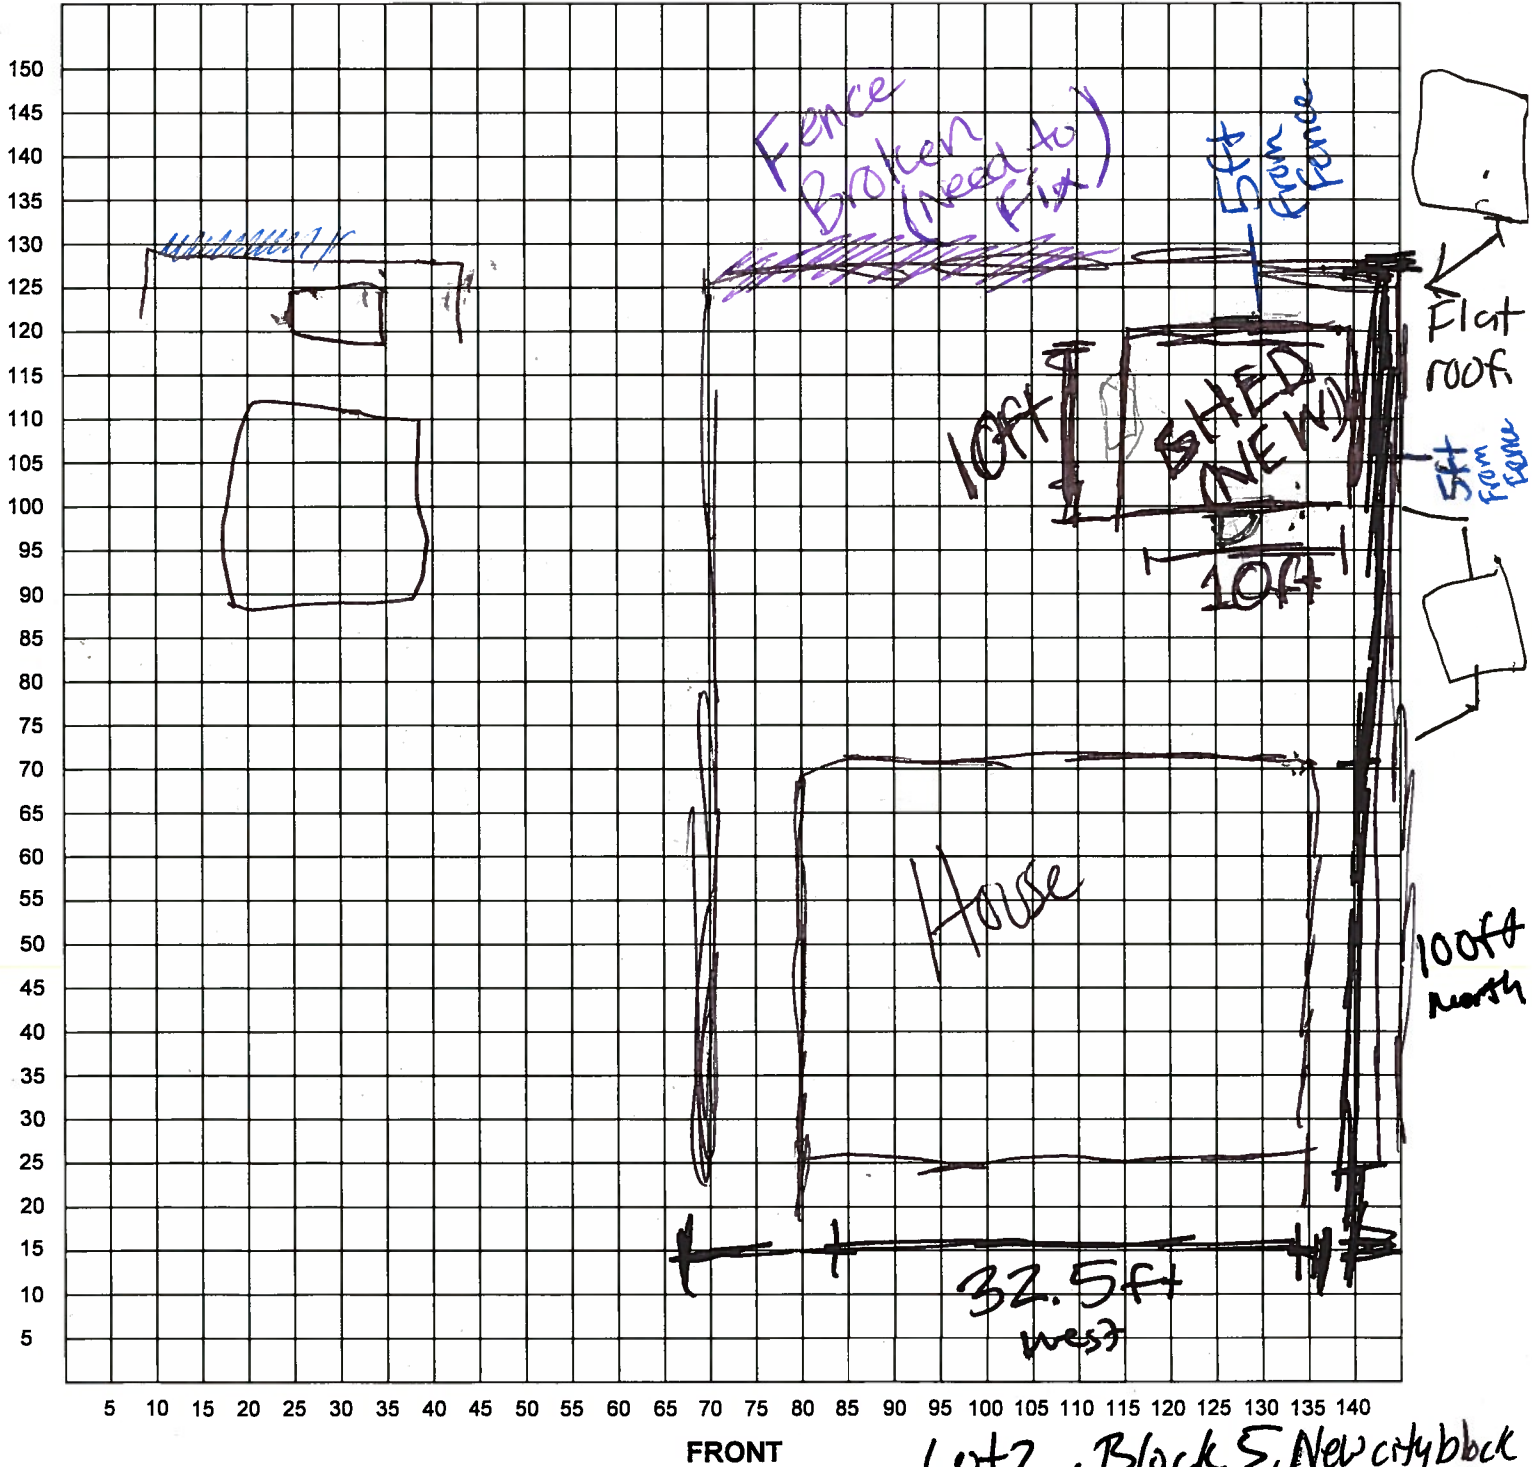 150
145
140
135
130
125
120
115
110
105
100
95
90
85
80
75
70
65
60
55
50
45
40
35
30
25
20
15
10
5
Fence
Broken
(Need to
Fix)
5ft
from
Fence
Flat
roof.
10ft
SHED
(NEW)
5ft
from
Fence
10ft
House
100ft
north
32.5ft
west
5 10 15 20 25 30 35 40 45 50 55 60 65 70 75 80 85 90 95 100 105 110 115 120 125 130 135 140
FRONT
Lot 2, Block 5, New city block